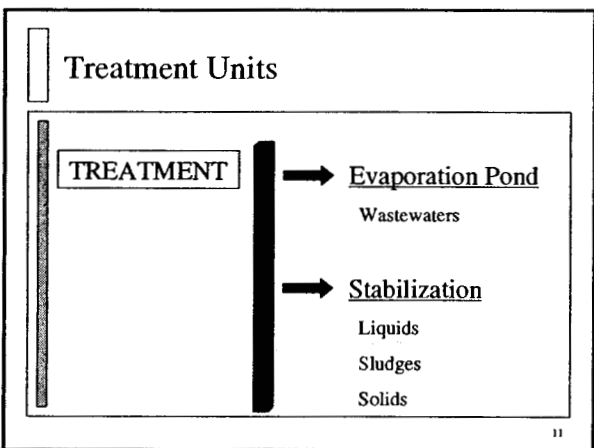 Treatment Units
TREATMENT
Evaporation Pond
Wastewaters
Stabilization
Liquids
Sludges
Solids
11